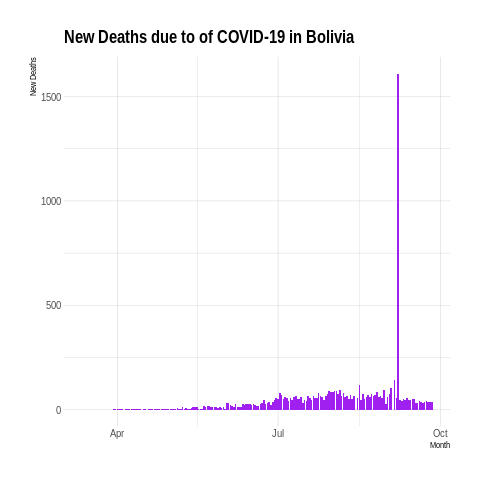 New Deaths due to of COVID-19 in Bolivia
New Deaths
1500
1000
500
0
Apr
Jul
Oct
Month